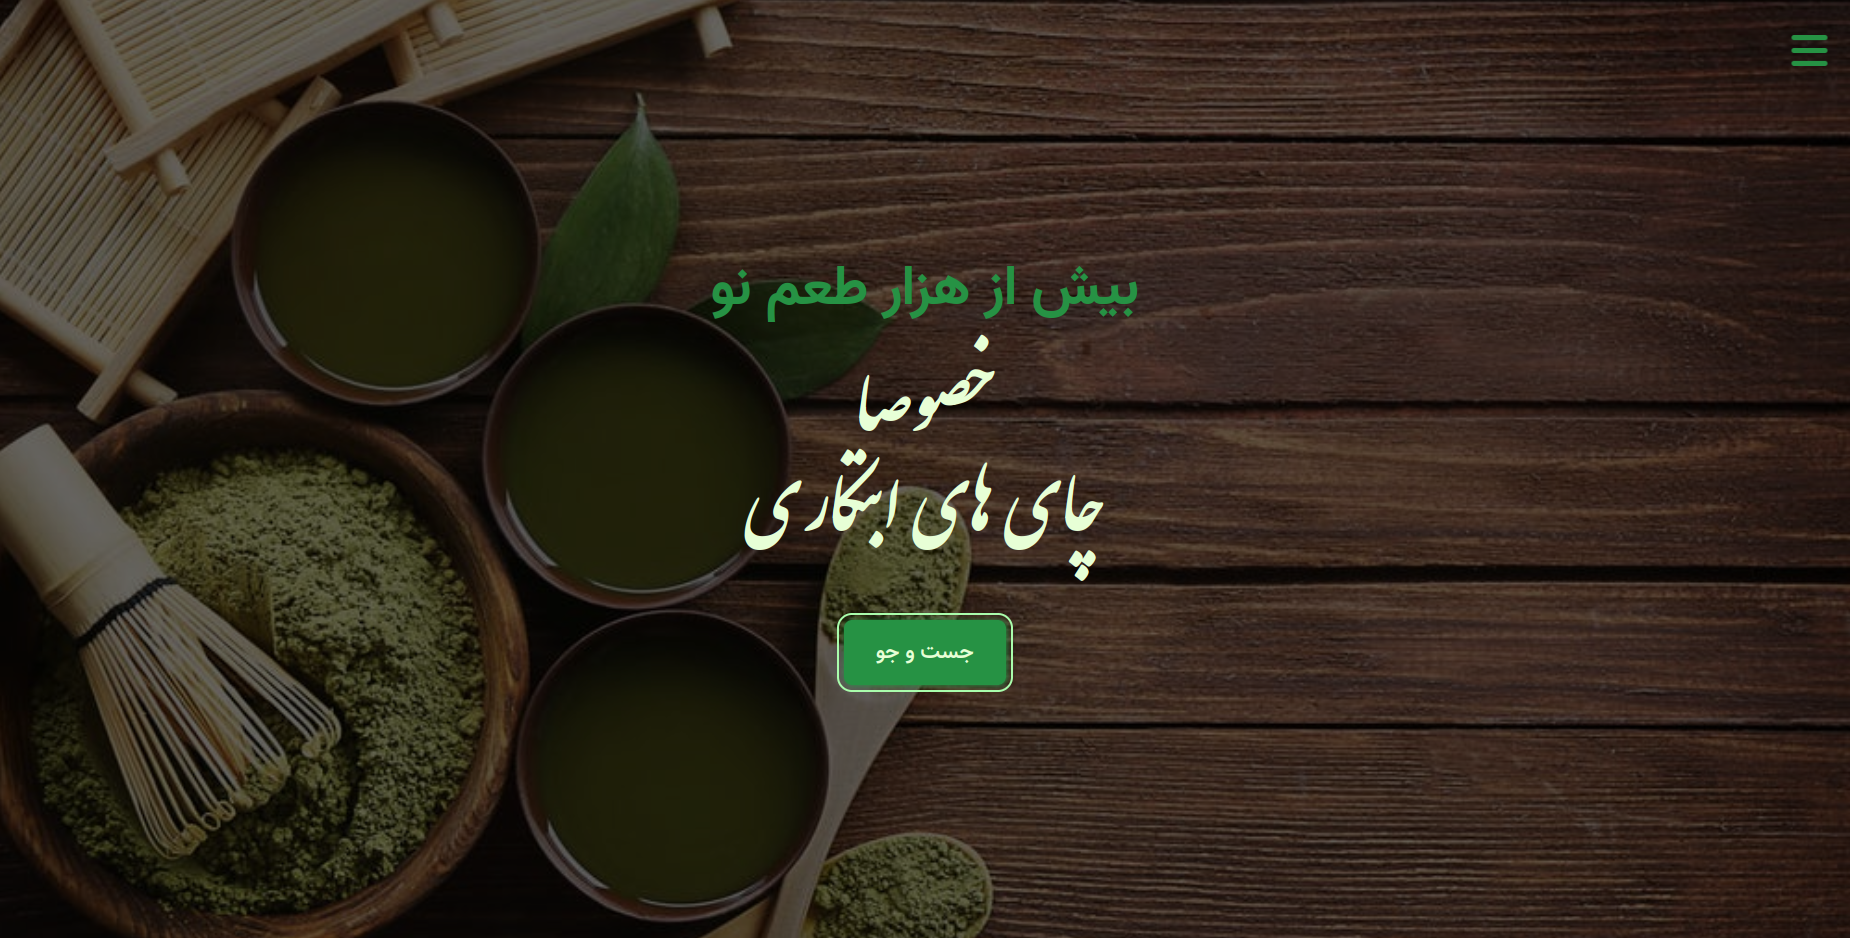 بیش از هزار طعم نو
خصوصا
چای های ابتکاری
جست و جو